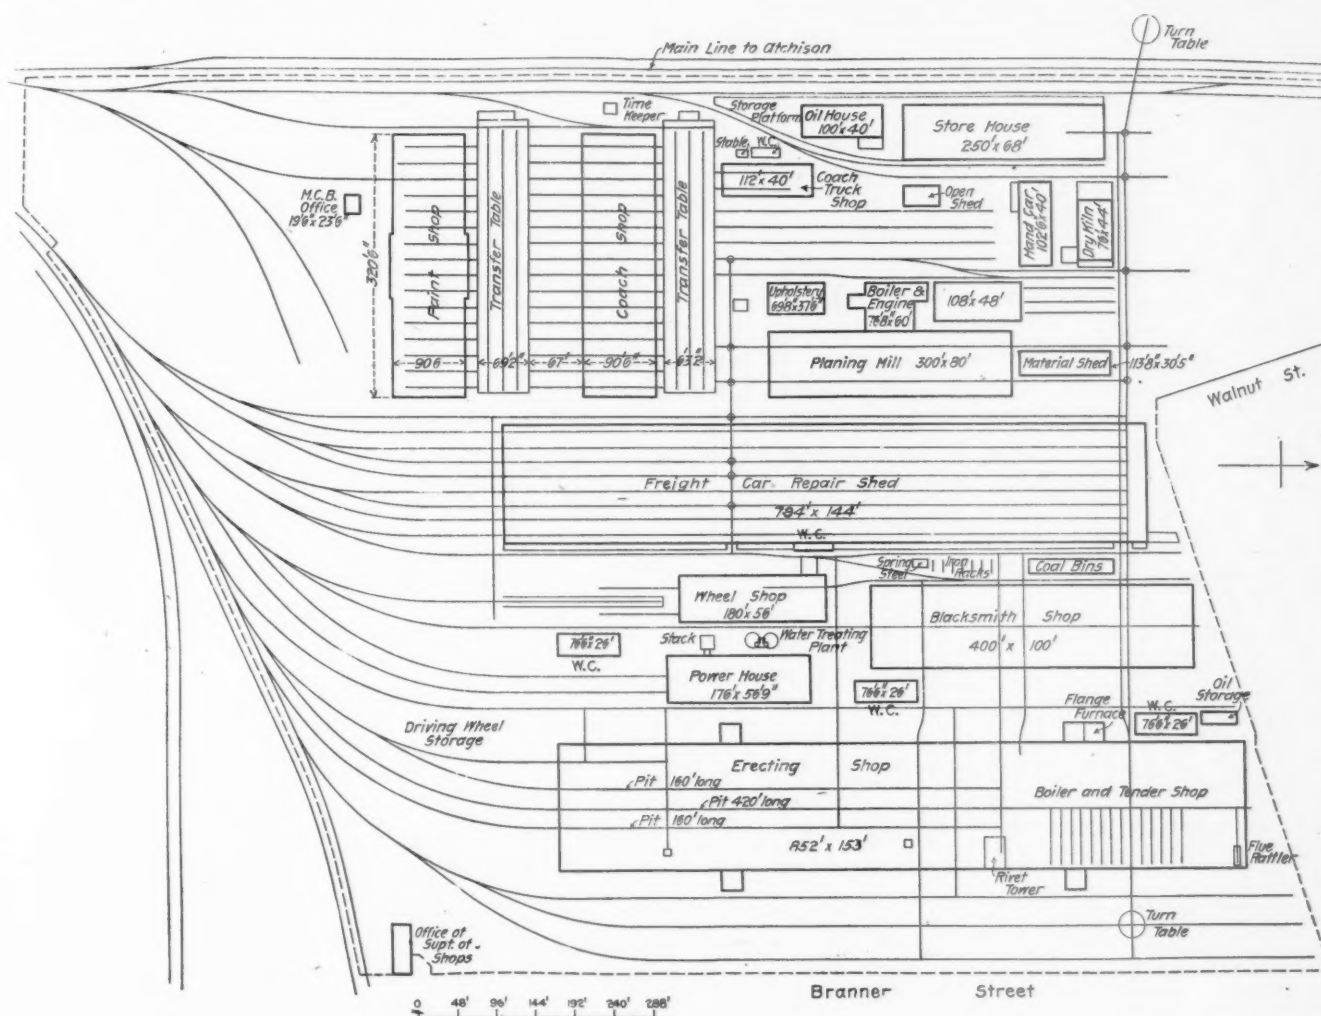 Turn
Table
Main Line to Atchison
Time
Keeper
Storage
Platform
Oil House
100'x40'
Store House
250'x68'
Stable
W.C.
112'x40'
Coach
Truck
Shop
Open
Shed
Hand Car
102'6"x40'
Dry Kiln
76'x44'
M.C.B.
Office
19'6"x23'6"
320'6"
Paint Shop
Transfer Table
Coach Shop
Transfer Table
Upholstery
69'8"x37'6"
Boiler &
Engine
76'8"x60'
108'x48'
90'6
69'2"
67'
90'6"
63'2"
Planing Mill 300'x80'
Material Shed
113'8"x30'5"
Walnut St.
Freight Car Repair Shed
784'x144'
W.C.
Spring
Steel
Iron
Racks
Coal Bins
Wheel Shop
180'x56'
Blacksmith Shop
400'x100'
76'6"x26'
W.C.
Stack
Water Treating
Plant
Power House
176'x56'9"
76'6"x26'
W.C.
Flange
Furnace
W.C.
76'6"x26'
Oil
Storage
Driving Wheel
Storage
Erecting Shop
Pit 160'long
Pit 420'long
Pit 160'long
Boiler and Tender Shop
852'x153'
Rivet
Tower
Flue
Rattler
Turn
Table
Office of
Supt. of
Shops
Branner Street
0 48' 96' 144' 192' 240' 288'